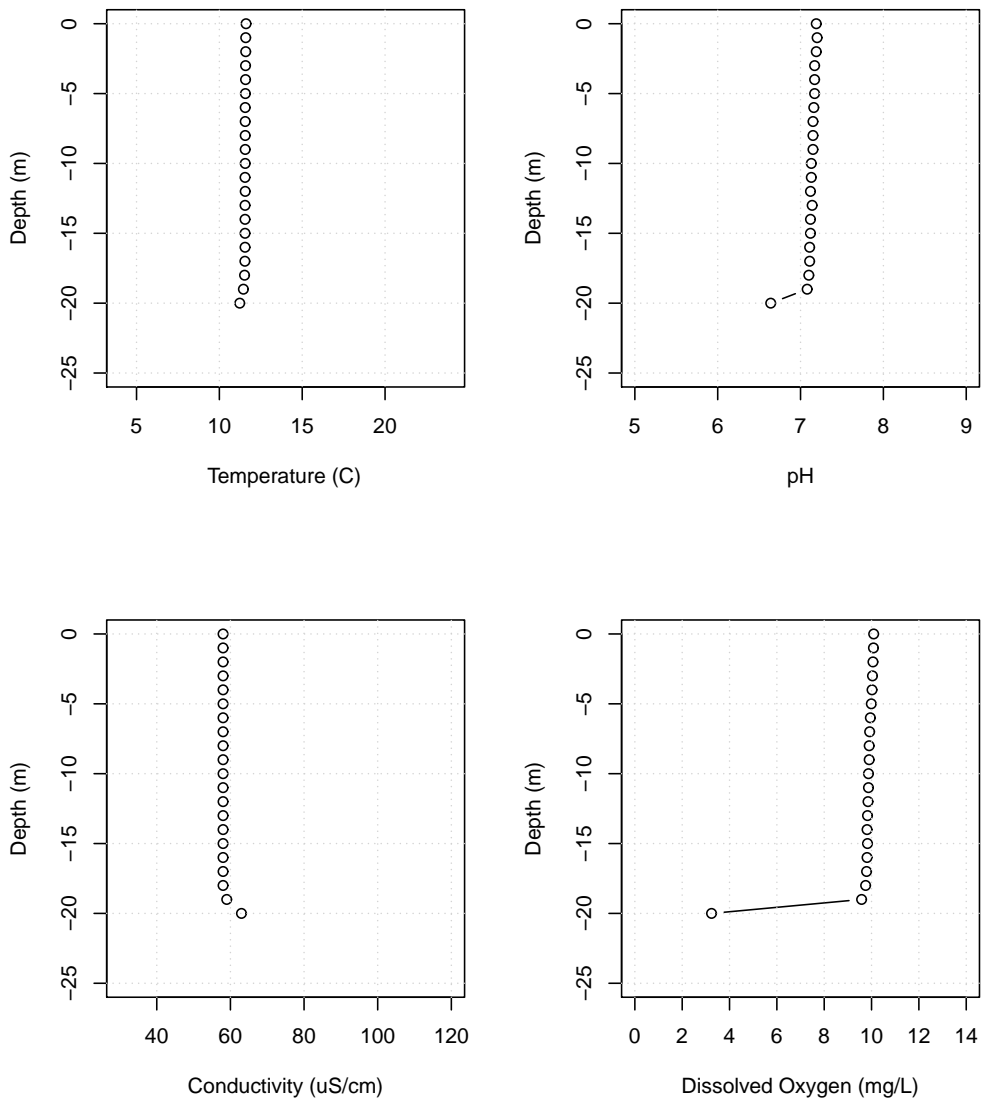 0
−5
−10
−15
−20
−25
Depth (m)
5 10 15 20
Temperature (C)
0
−5
−10
−15
−20
−25
Depth (m)
5 6 7 8 9
pH
0
−5
−10
−15
−20
−25
Depth (m)
40 60 80 100 120
Conductivity (uS/cm)
0
−5
−10
−15
−20
−25
Depth (m)
0 2 4 6 8 10 12 14
Dissolved Oxygen (mg/L)